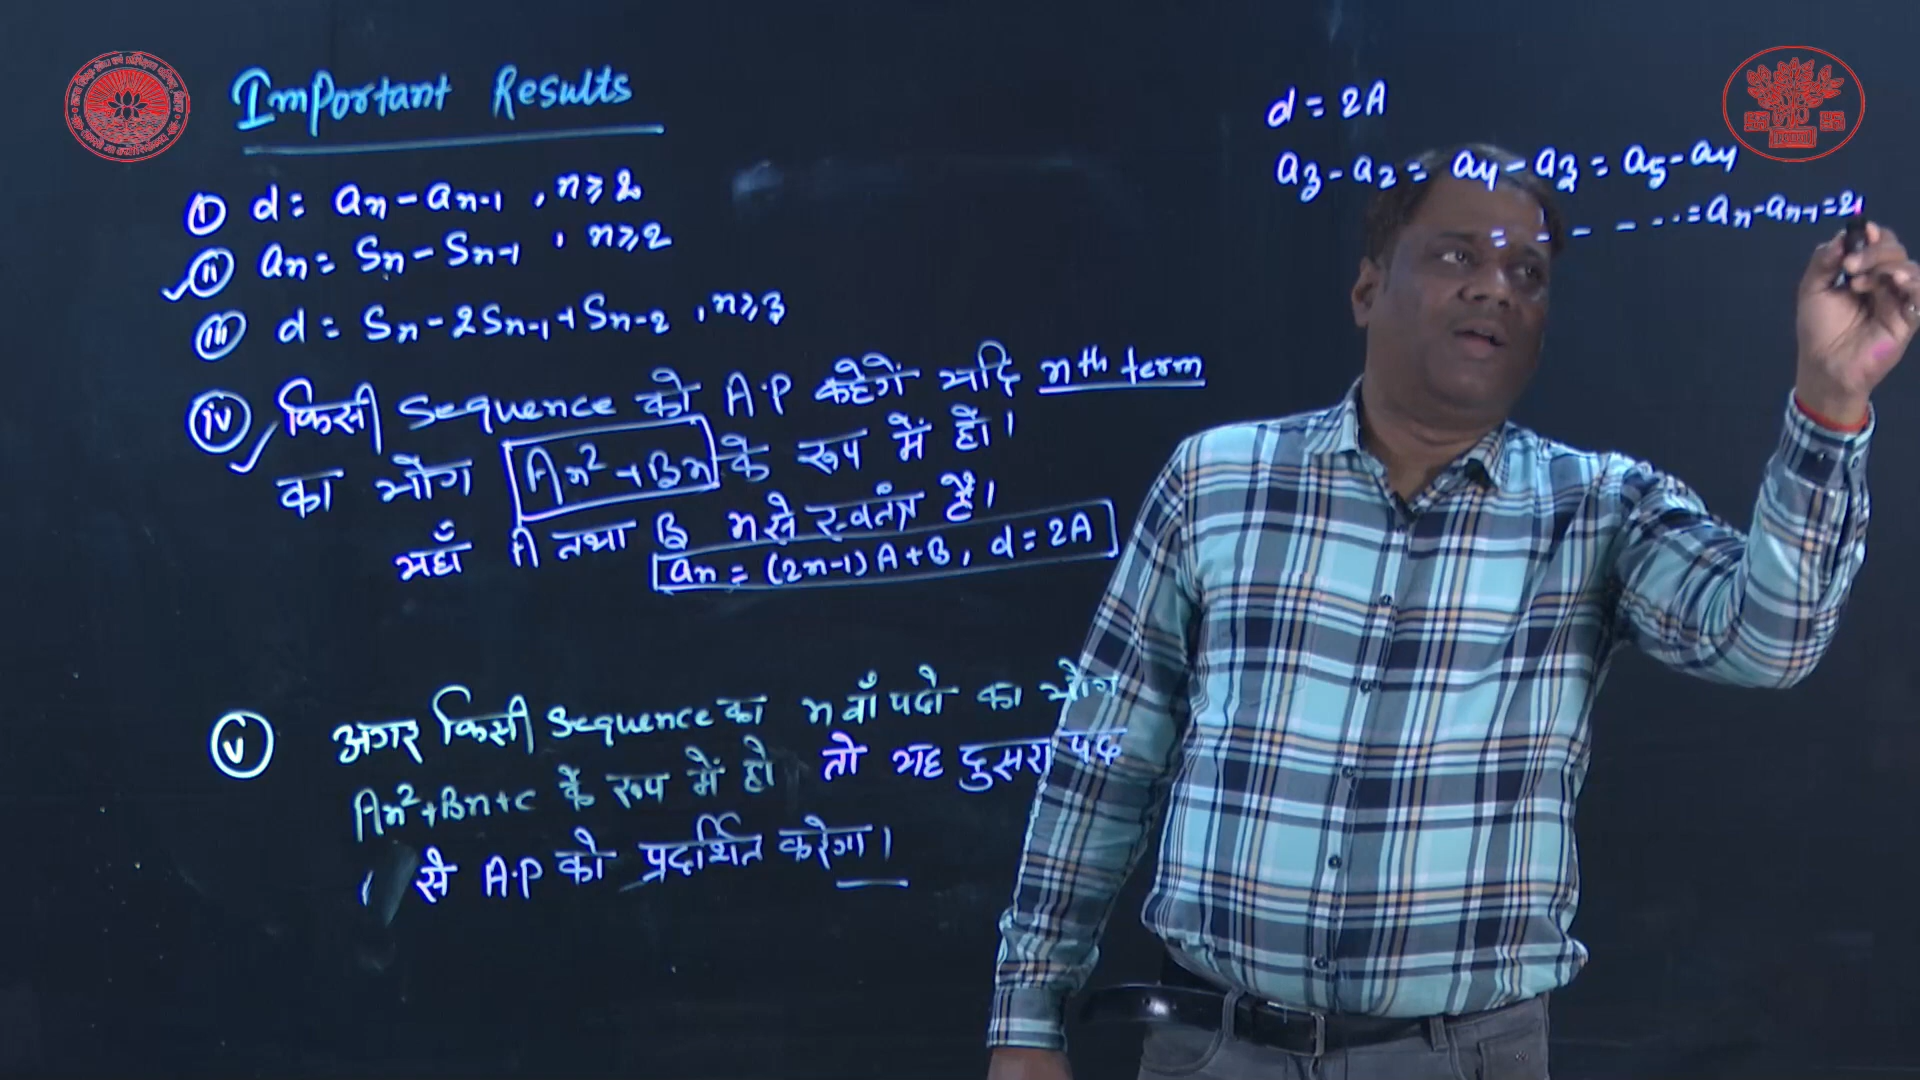 Important Results
(i) d = an - an-1 , n ≥ 2
(ii) an = Sn - Sn-1 , n ≥ 2
(iii) d = Sn - 2Sn-1 + Sn-2 , n ≥ 3
(iv) किसी Sequence को A.P कहेगें यदि nth term
का योग An² + Bn के रूप में हो।
यहाँ A तथा B n से स्वतंत्र हैं।
an = (2n-1) A + B , d = 2A
(v) अगर किसी Sequence का n वाँ पदो का योग
An² + Bn + c के रूप में हो तो यह दुसरा पद
से A.P को प्रदर्शित करेगा।
d = 2A
a3 - a2 = a4 - a3 = a5 - a4
= - - - - .. = an - an-1 = 2